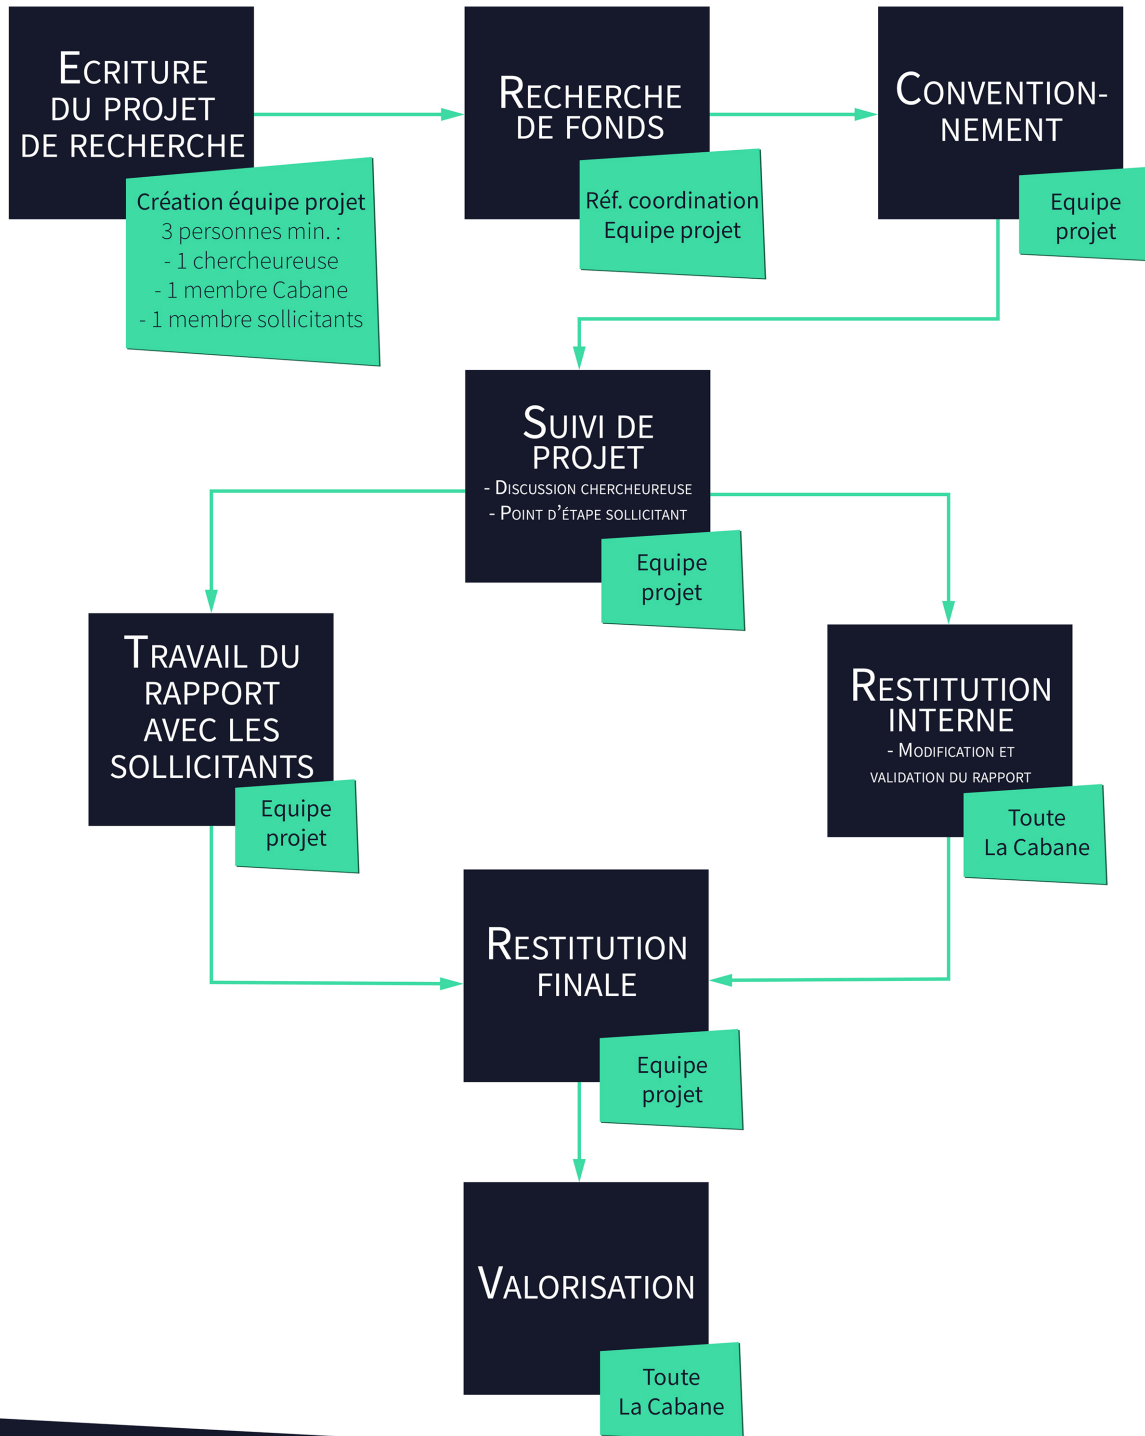 Ecriture
du projet
de recherche
Création équipe projet
3 personnes min. :
- 1 chercheureuse
- 1 membre Cabane
- 1 membre sollicitants
Recherche
de fonds
Réf. coordination
Equipe projet
Convention-
nement
Equipe
projet
Suivi de
projet
- Discussion chercheureuse
- Point d'étape sollicitant
Equipe
projet
Travail du
rapport
avec les
sollicitants
Equipe
projet
Restitution
interne
- Modification et
validation du rapport
Toute
La Cabane
Restitution
finale
Equipe
projet
Valorisation
Toute
La Cabane